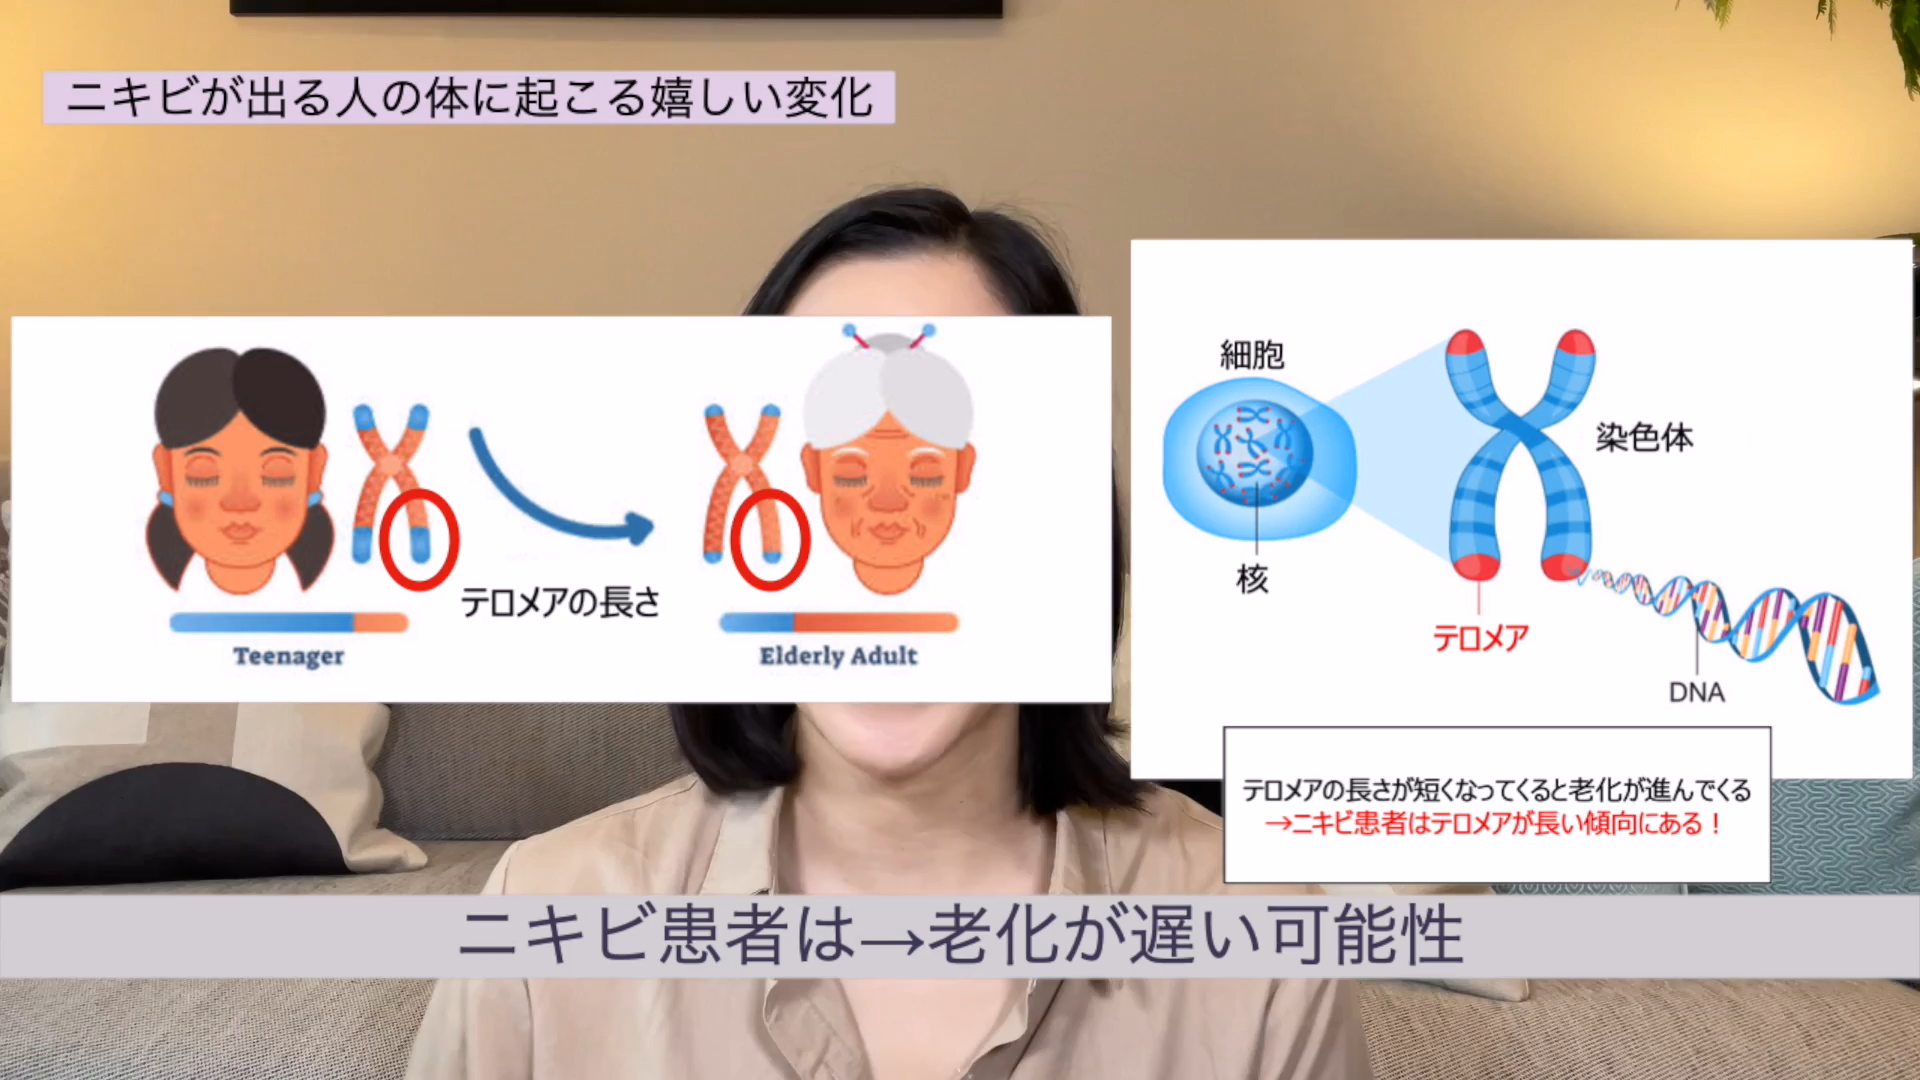 ニキビが出る人の体に起こる嬉しい変化
テロメアの長さ
Teenager
Elderly Adult
細胞
染色体
核
テロメア
DNA
テロメアの長さが短くなってくると老化が進んでくる
→ニキビ患者はテロメアが長い傾向にある！
ニキビ患者は→老化が遅い可能性